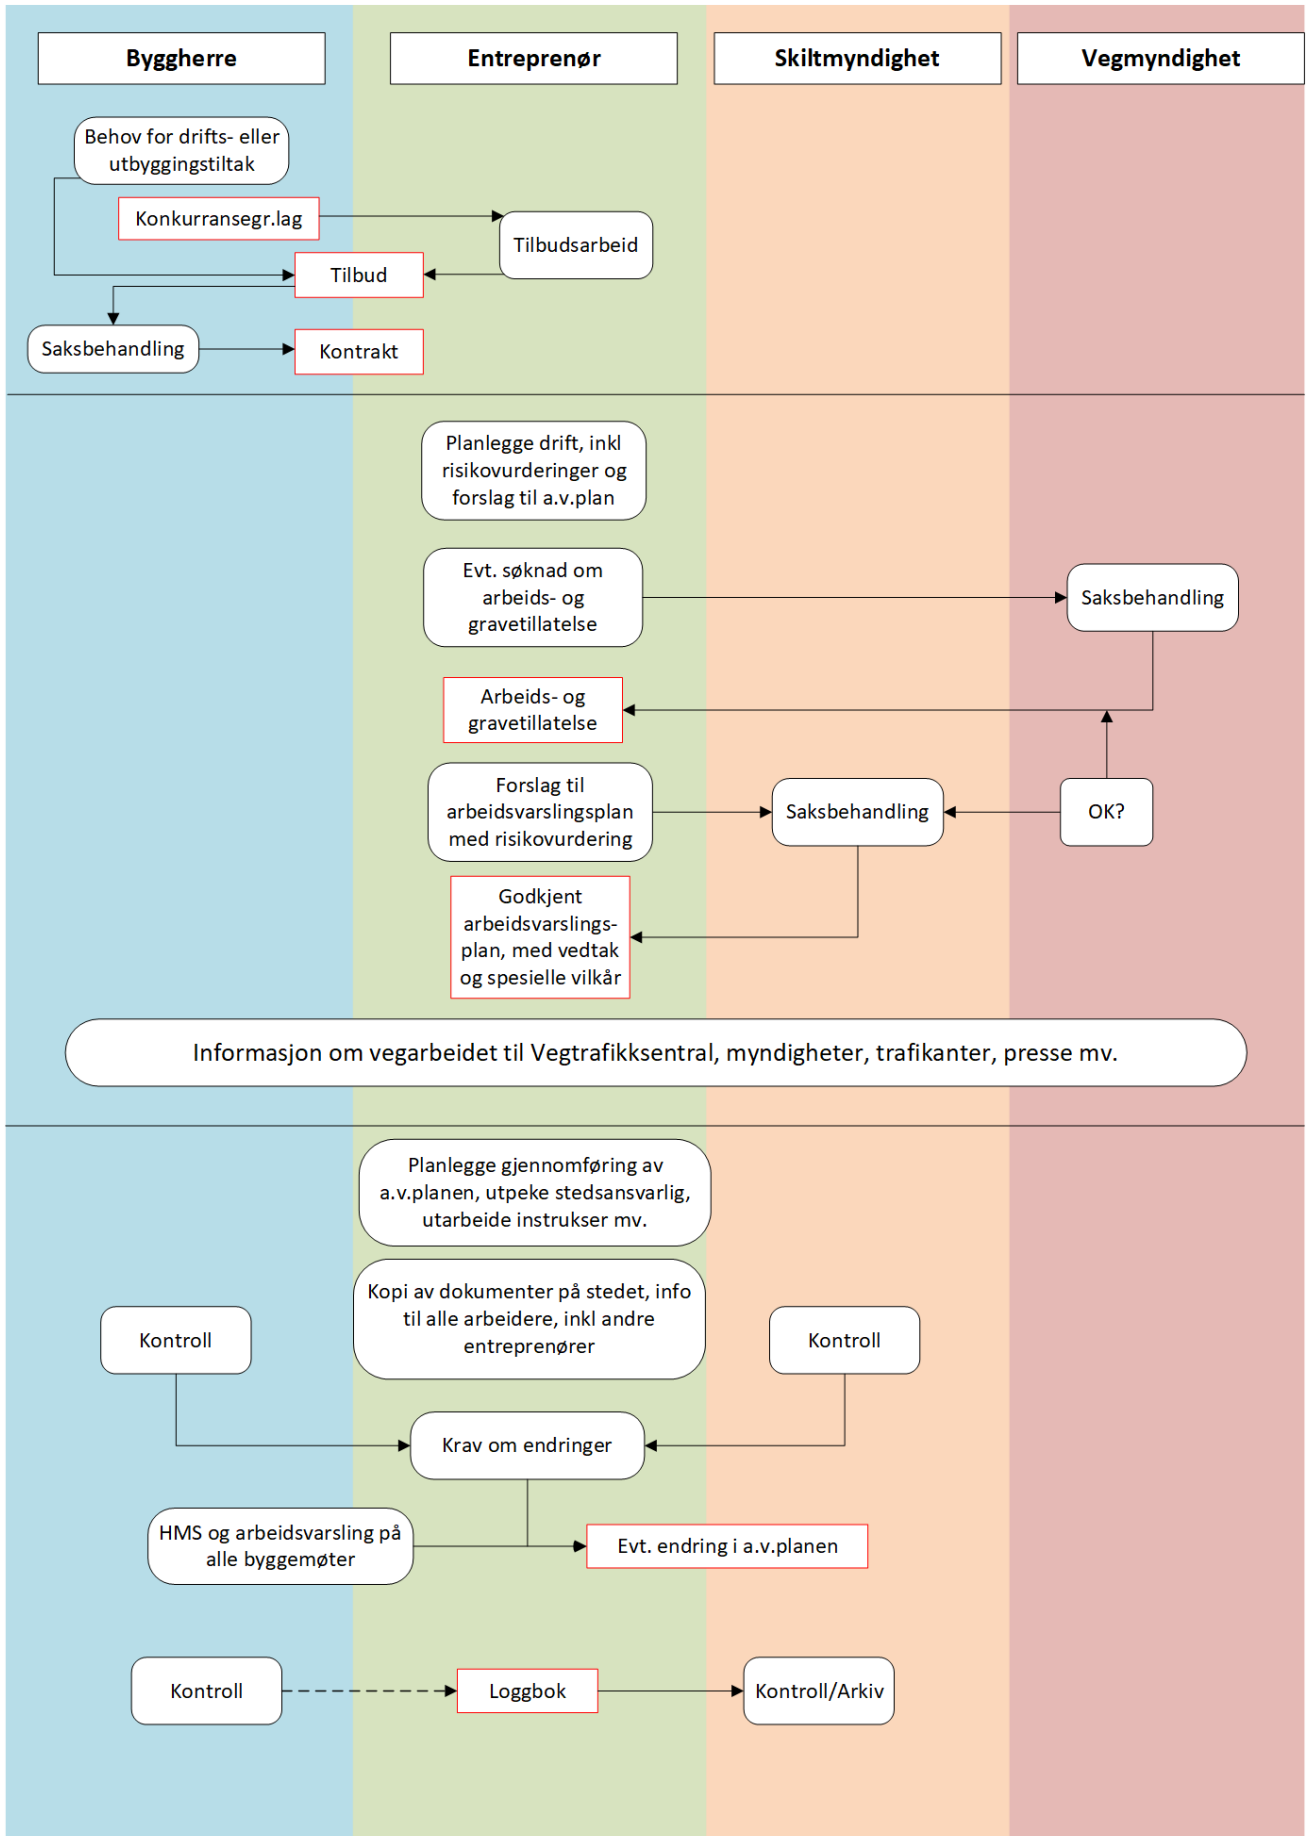 Byggherre
Entreprenør
Skiltmyndighet
Vegmyndighet
Behov for drifts- eller
utbyggingstiltak
Konkurransegr.lag
Tilbudsarbeid
Tilbud
Saksbehandling
Kontrakt
Planlegge drift, inkl
risikovurderinger og
forslag til a.v.plan
Evt. søknad om
arbeids- og
gravetillatelse
Saksbehandling
Arbeids- og
gravetillatelse
Forslag til
arbeidsvarslingsplan
med risikovurdering
Saksbehandling
OK?
Godkjent
arbeidsvarslings-
plan, med vedtak
og spesielle vilkår
Informasjon om vegarbeidet til Vegtrafikksentral, myndigheter, trafikanter, presse mv.
Planlegge gjennomføring av
a.v.planen, utpeke stedsansvarlig,
utarbeide instrukser mv.
Kopi av dokumenter på stedet, info
til alle arbeidere, inkl andre
entreprenører
Kontroll
Kontroll
Krav om endringer
HMS og arbeidsvarsling på
alle byggemøter
Evt. endring i a.v.planen
Kontroll
Loggbok
Kontroll/Arkiv